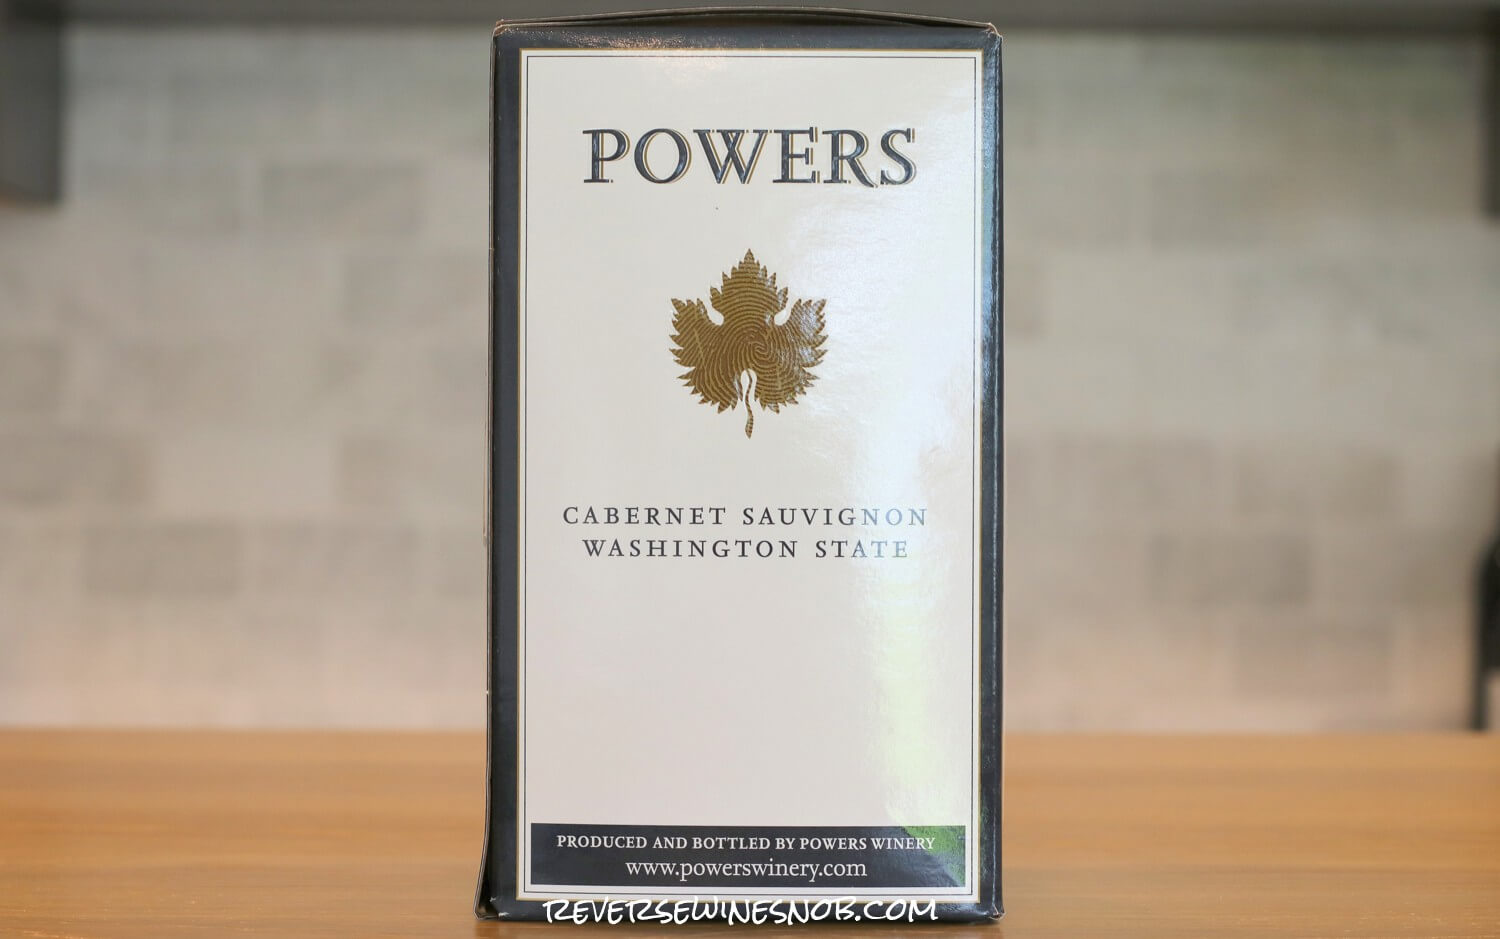 POWERS
CABERNET SAUVIGNON
WASHINGTON STATE
PRODUCED AND BOTTLED BY POWERS WINERY
www.powerswinery.com
REVERSEWINESNOB.COM